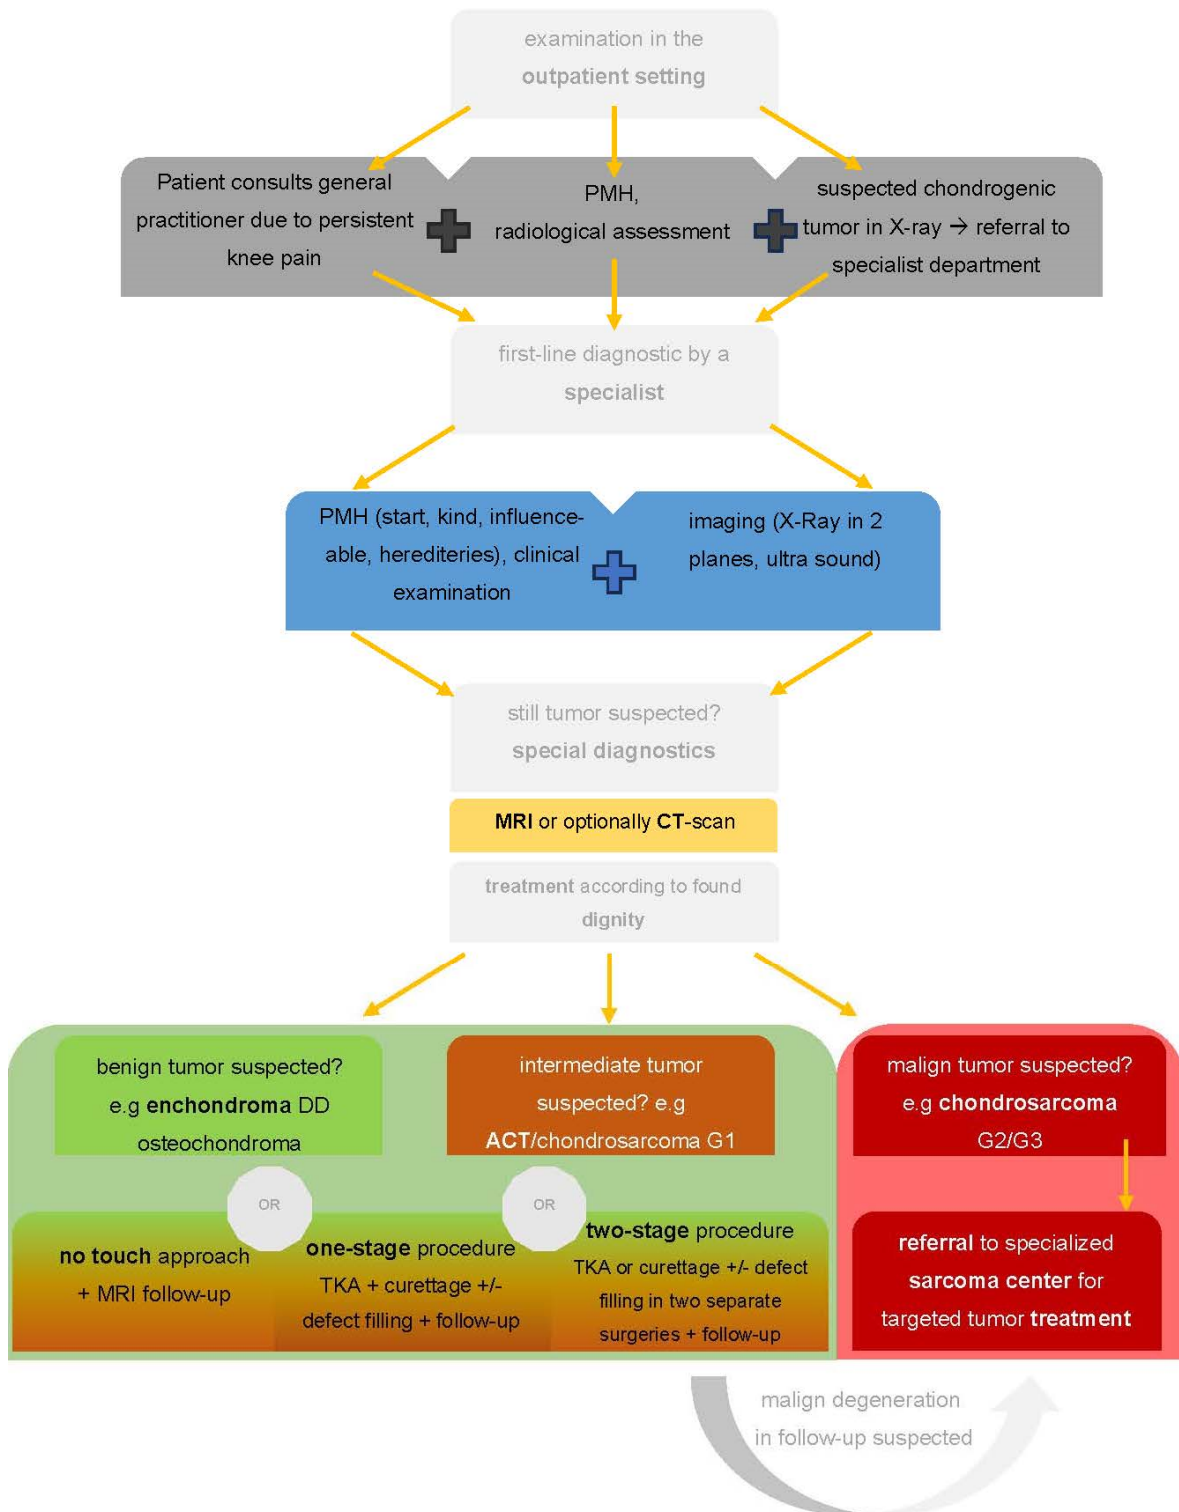 examination in the
outpatient setting
Patient consults general
practitioner due to persistent
knee pain
PMH,
radiological assessment
suspected chondrogenic
tumor in X-ray → referral to
specialist department
first-line diagnostic by a
specialist
PMH (start, kind, influence-
able, herediteries), clinical
examination
imaging (X-Ray in 2
planes, ultra sound)
still tumor suspected?
special diagnostics
MRI or optionally CT-scan
treatment according to found
dignity
benign tumor suspected?
e.g enchondroma DD
osteochondroma
intermediate tumor
suspected? e.g
ACT/chondrosarcoma G1
malign tumor suspected?
e.g chondrosarcoma
G2/G3
OR
OR
no touch approach
+ MRI follow-up
one-stage procedure
TKA + curettage +/-
defect filling + follow-up
two-stage procedure
TKA or curettage +/- defect
filling in two separate
surgeries + follow-up
referral to specialized
sarcoma center for
targeted tumor treatment
malign degeneration
in follow-up suspected